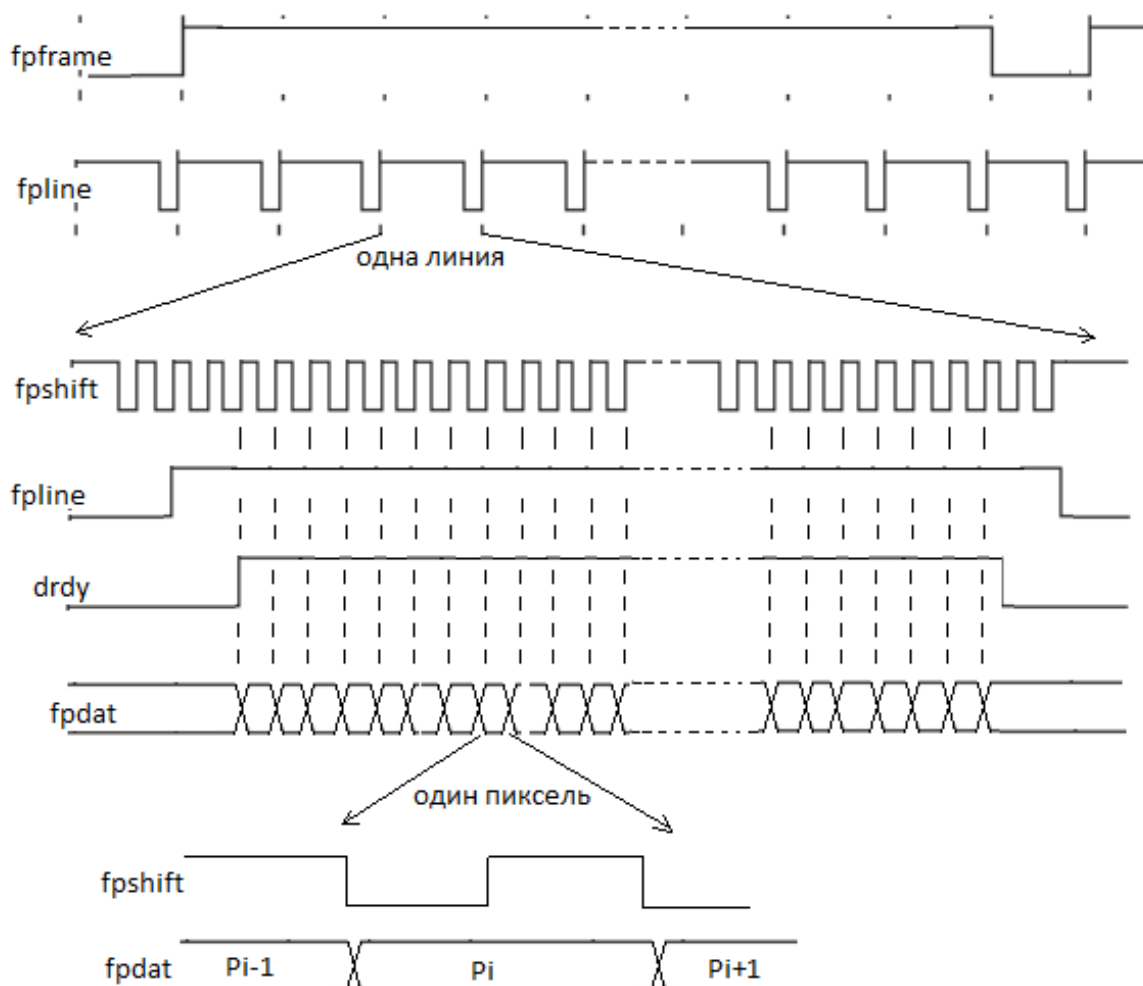 fpframe
fpline
одна линия
fpshift
fpline
drdy
fpdat
один пиксель
fpshift
fpdat Pi-1 Pi Pi+1